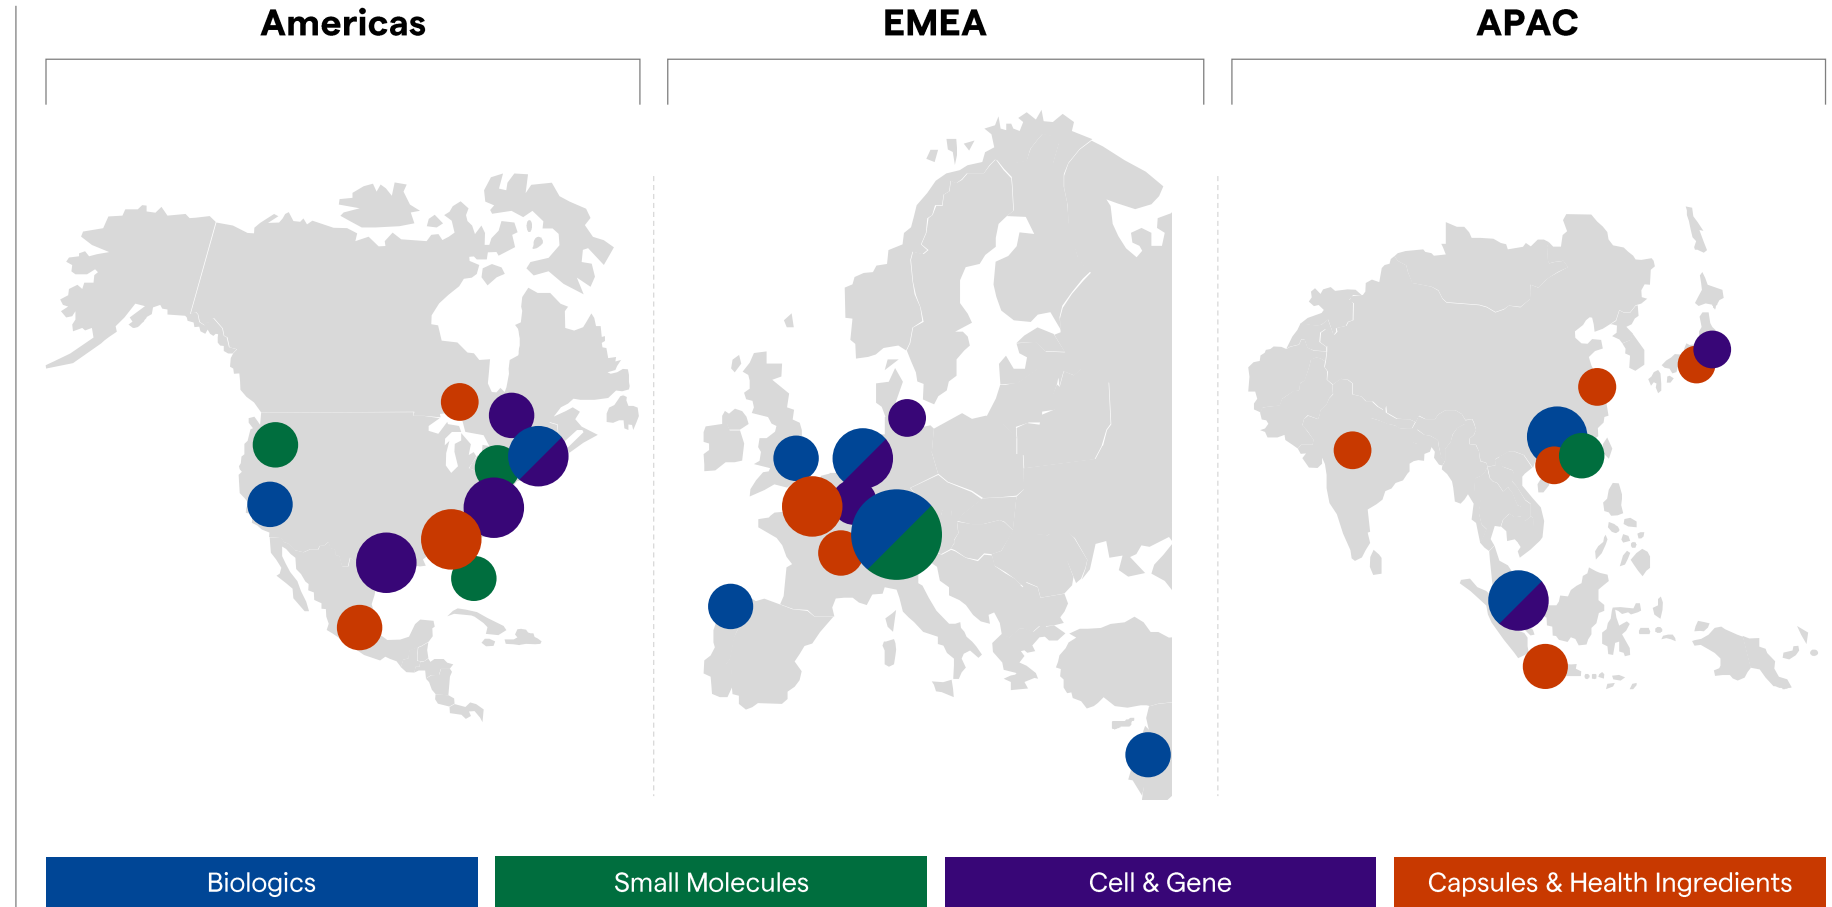 Americas
EMEA
APAC
Biologics
Small Molecules
Cell & Gene
Capsules & Health Ingredients